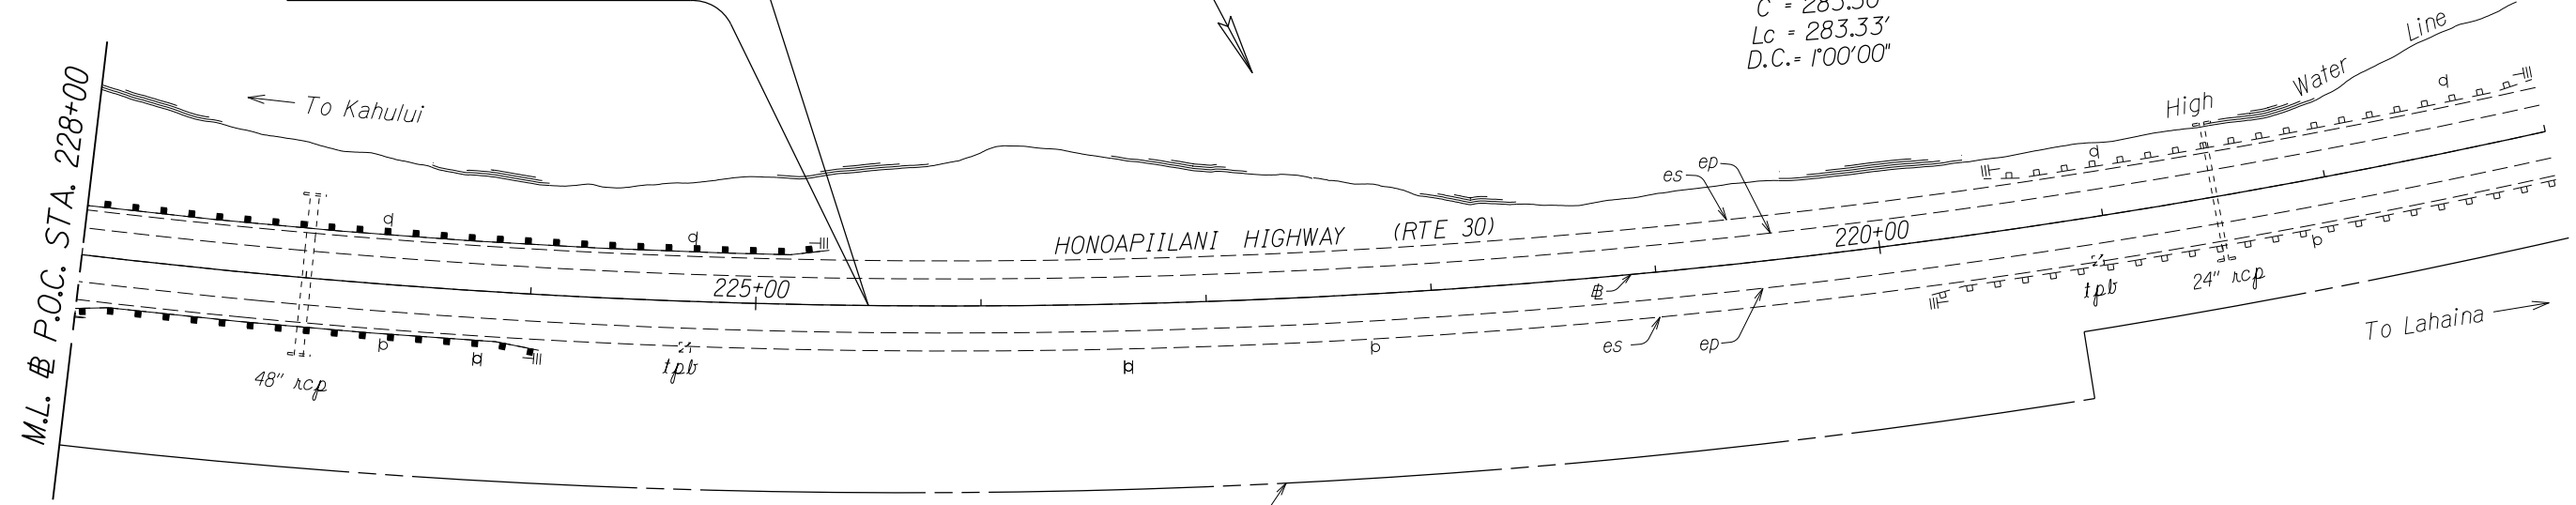 C = 283.30'
Lc = 283.33'
D.C.= 1°00'00"
High Water Line
To Kahului
M.L. ℄ P.O.C. STA. 228+00
es
ep
HONOAPIILANI HIGHWAY (RTE 30)
220+00
225+00
24" rcp
tpb
es
ep
To Lahaina
48" rcp
tpb